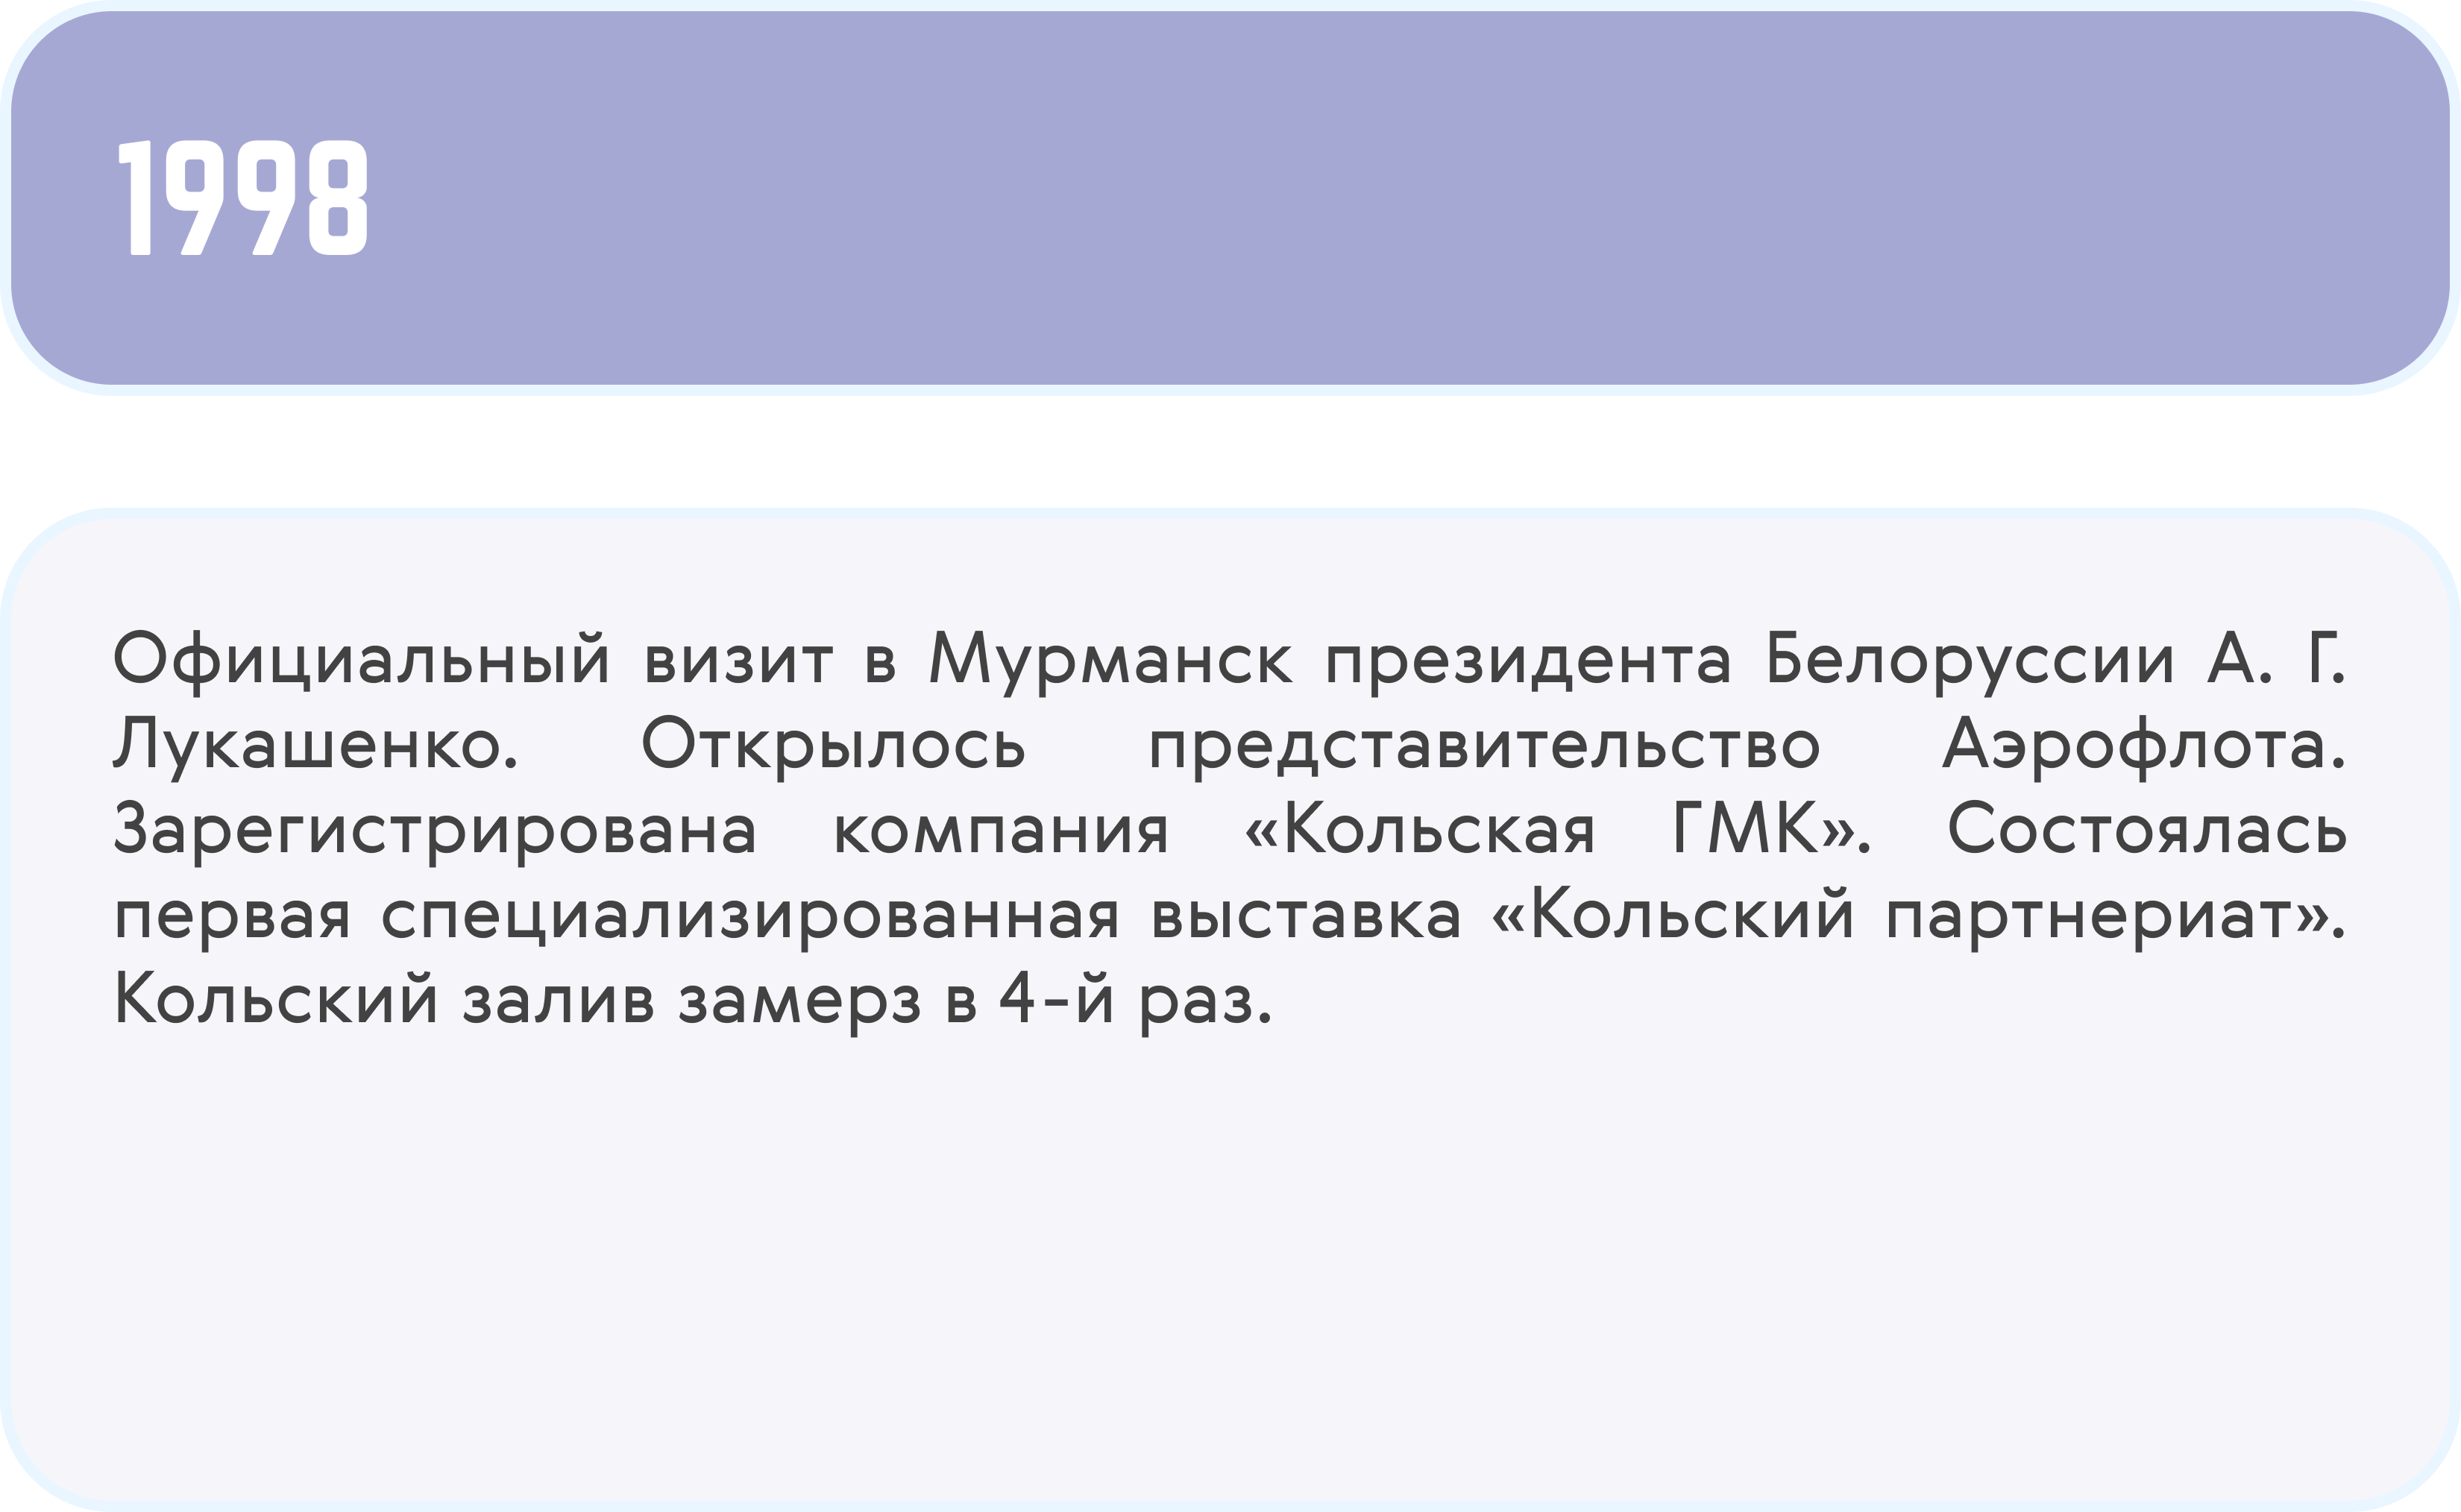 1998
Официальный визит в Мурманск президента Белоруссии А. Г.
Лукашенко. Открылось представительство Аэрофлота.
Зарегистрирована компания «Кольская ГМК». Состоялась
первая специализированная выставка «Кольский партнериат».
Кольский залив замерз в 4-й раз.